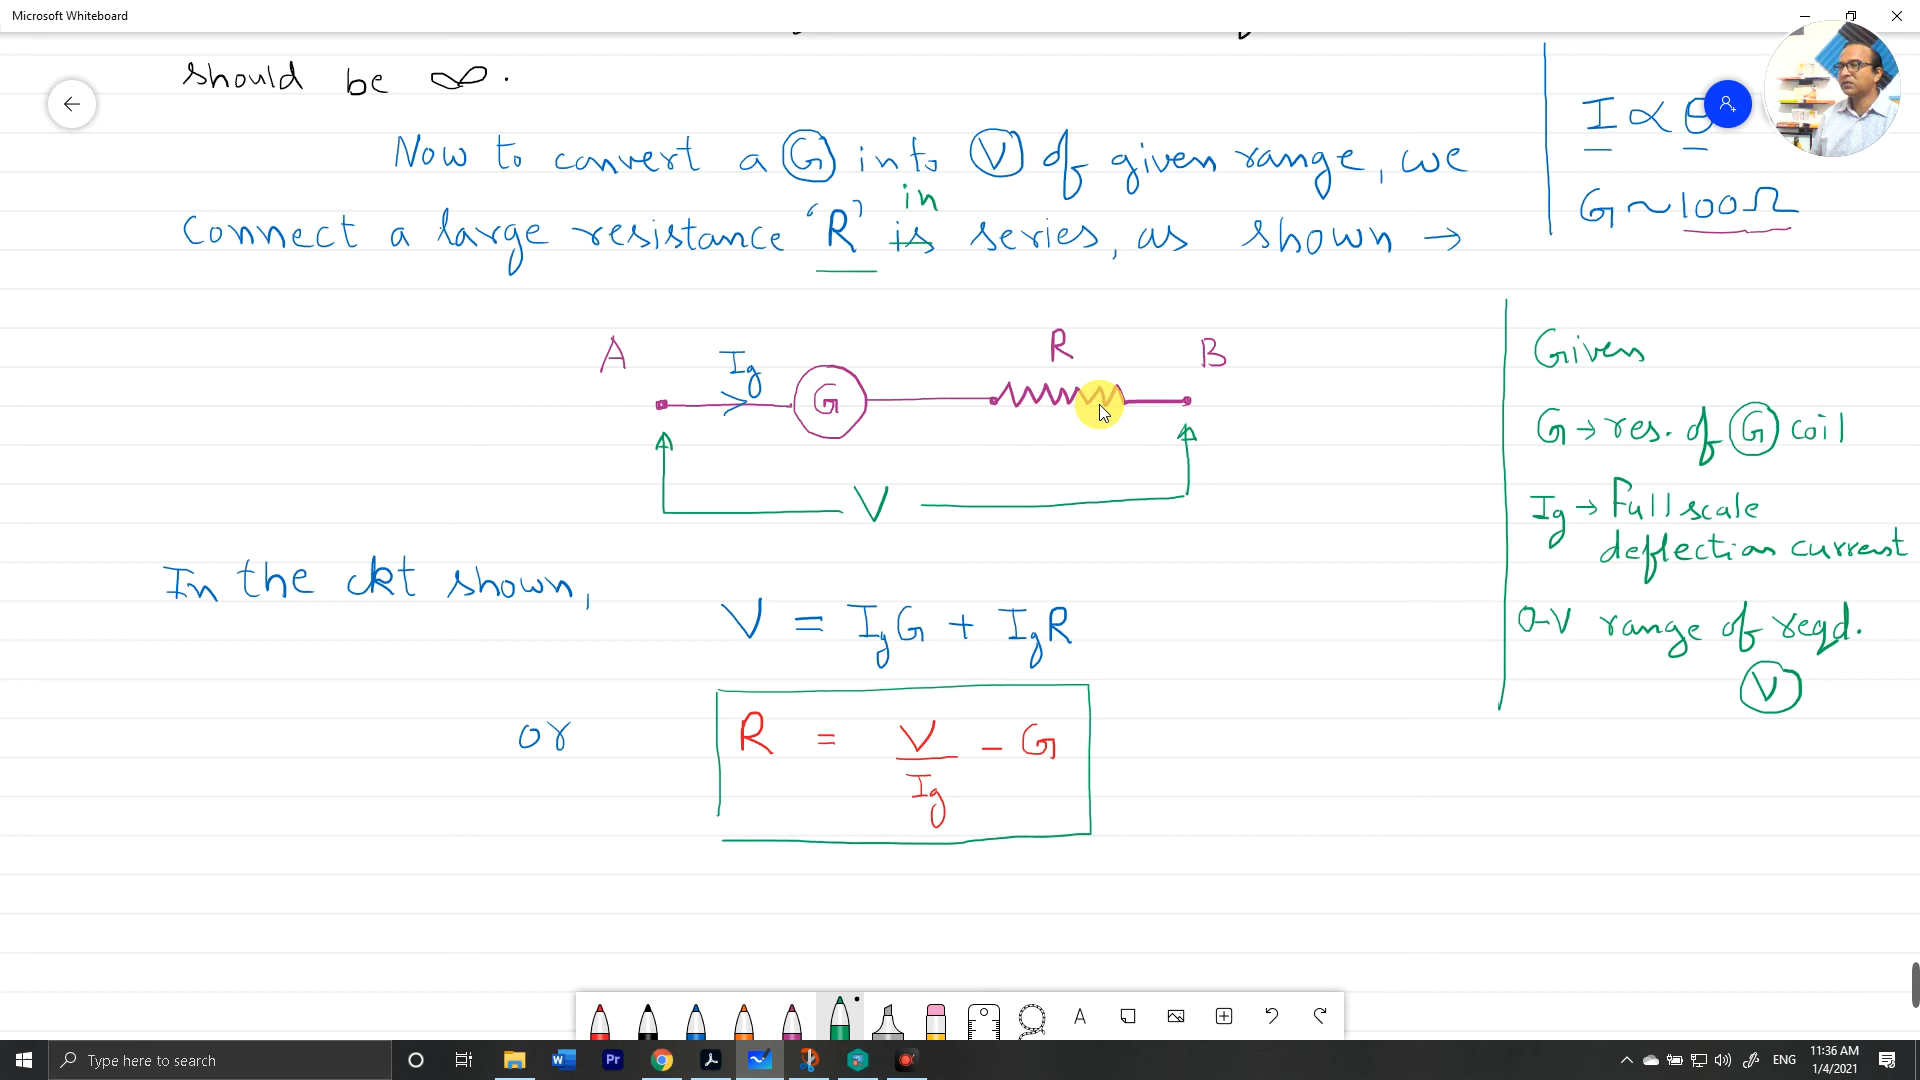 Microsoft Whiteboard
should be ∞.
Now to convert a G into V of given range, we
in
Connect a large resistance 'R' is series, as shown →
I ∝ θ
G ~ 100Ω
A Ig G R B
V
Given
G → res. of G coil
Ig → Full scale
deflection current
0-V range of reqd.
V
In the ckt shown,
V = IgG + IgR
or R = V/Ig - G
A
Type here to search
W
Pr
ENG
11:36 AM
1/4/2021